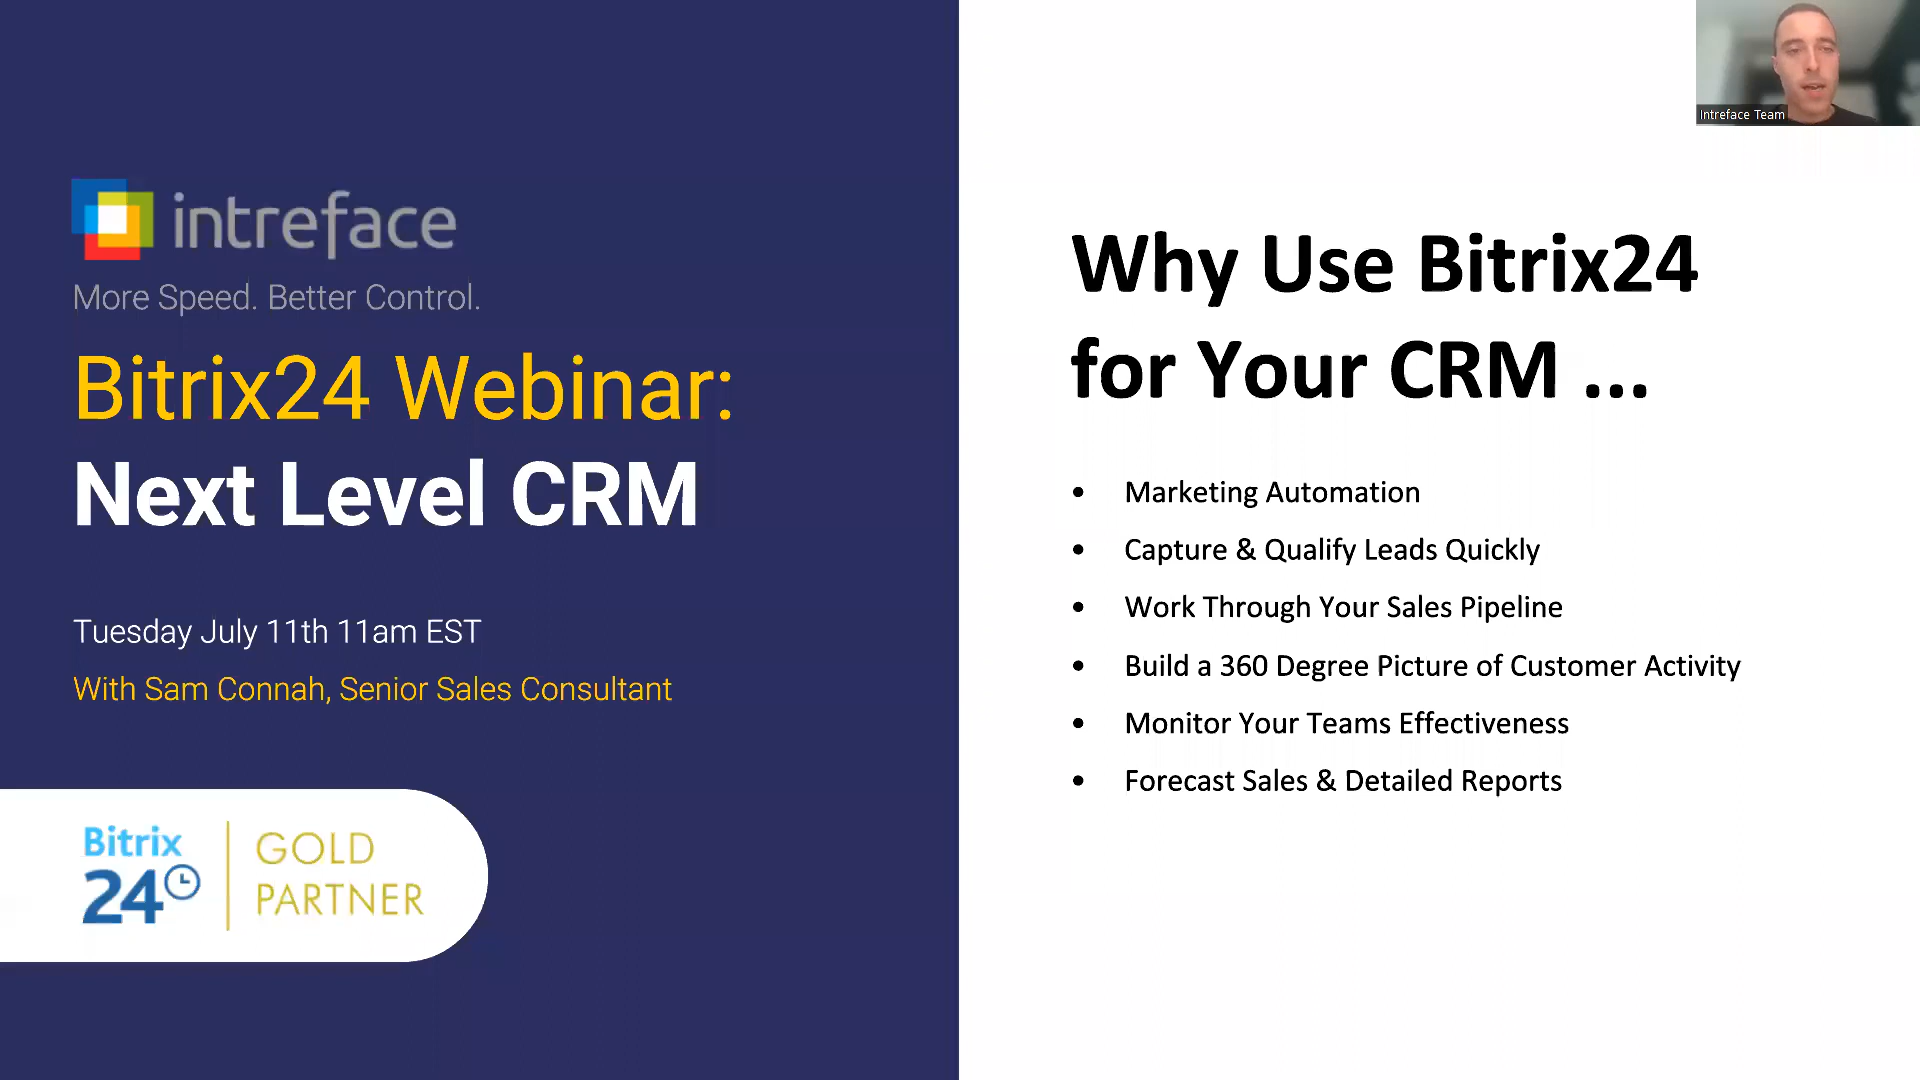 intreface
More Speed. Better Control.
Bitrix24 Webinar:
Next Level CRM
Tuesday July 11th 11am EST
With Sam Connah, Senior Sales Consultant
Bitrix
24
GOLD
PARTNER
Intreface Team
Why Use Bitrix24
for Your CRM ...
• Marketing Automation
• Capture & Qualify Leads Quickly
• Work Through Your Sales Pipeline
• Build a 360 Degree Picture of Customer Activity
• Monitor Your Teams Effectiveness
• Forecast Sales & Detailed Reports